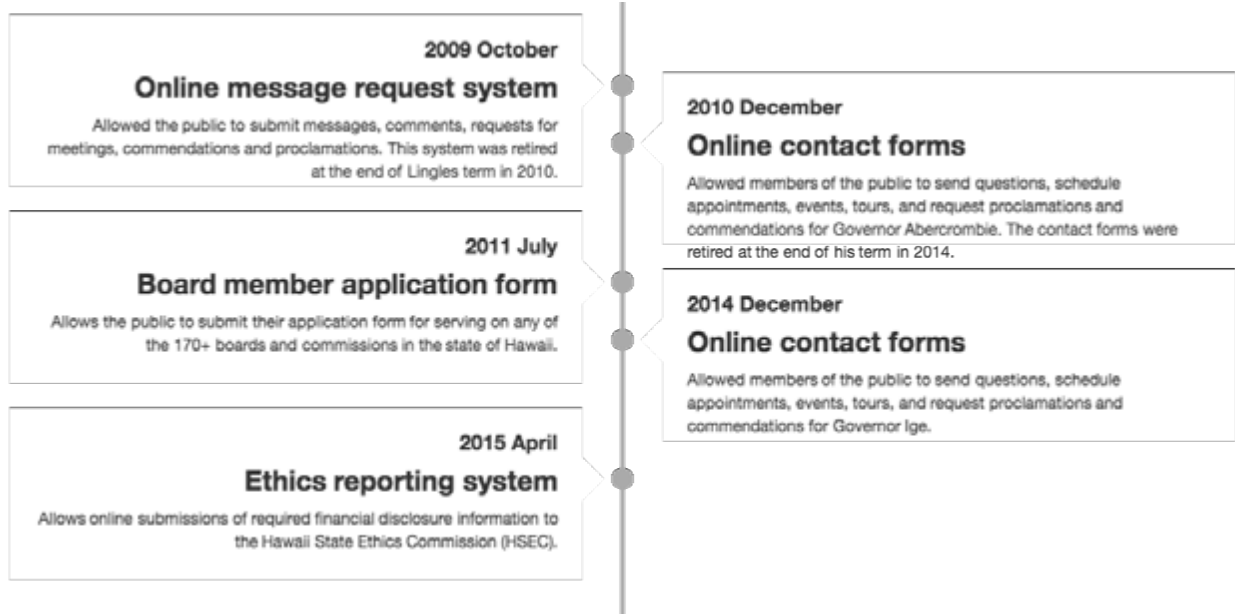 2009 October
Online message request system
Allowed the public to submit messages, comments, requests for
meetings, commendations and proclamations. This system was retired
at the end of Lingles term in 2010.
2010 December
Online contact forms
Allowed members of the public to send questions, schedule
appointments, events, tours, and request proclamations and
commendations for Governor Abercrombie. The contact forms were
retired at the end of his term in 2014.
2011 July
Board member application form
Allows the public to submit their application form for serving on any of
the 170+ boards and commissions in the state of Hawaii.
2014 December
Online contact forms
Allowed members of the public to send questions, schedule
appointments, events, tours, and request proclamations and
commendations for Governor Ige.
2015 April
Ethics reporting system
Allows online submissions of required financial disclosure information to
the Hawaii State Ethics Commission (HSEC).